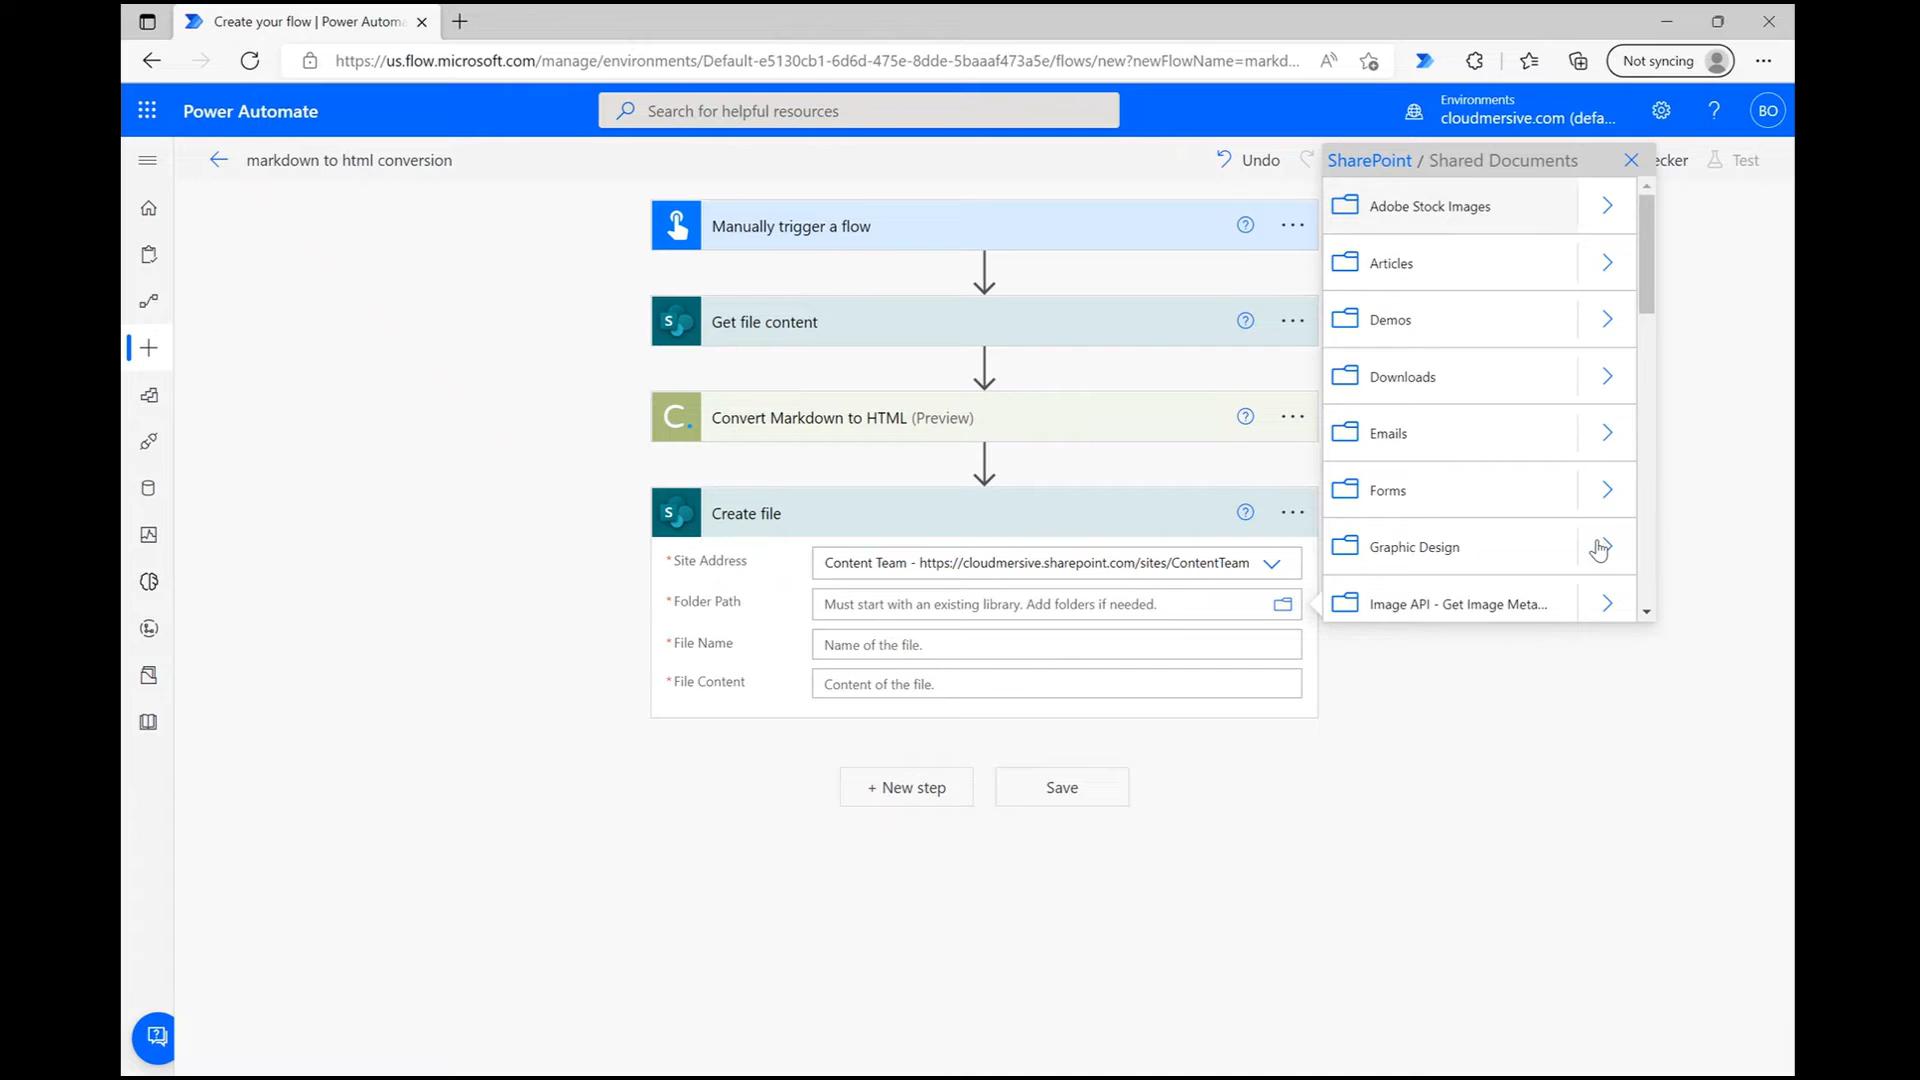 Create your flow | Power Autom
https://us.flow.microsoft.com/manage/environments/Default-e5130cb1-6d6d-475e-8dde-5baaaf473a5e/flows/new?newFlowName=markd...
Not syncing
Power Automate
Search for helpful resources
Environments
cloudmersive.com (defa...
BO
markdown to html conversion
Undo
ecker
Test
SharePoint / Shared Documents
Adobe Stock Images
Articles
Demos
Downloads
Emails
Forms
Graphic Design
Image API - Get Image Meta...
Manually trigger a flow
S Get file content
C. Convert Markdown to HTML (Preview)
S Create file
* Site Address
Content Team - https://cloudmersive.sharepoint.com/sites/ContentTeam
* Folder Path
Must start with an existing library. Add folders if needed.
* File Name
Name of the file.
* File Content
Content of the file.
+ New step
Save